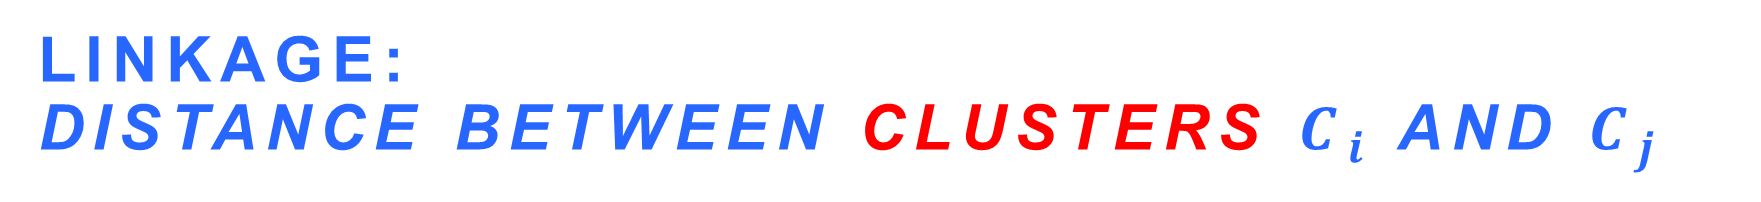 LINKAGE:
DISTANCE BETWEEN CLUSTERS C_i AND C_j